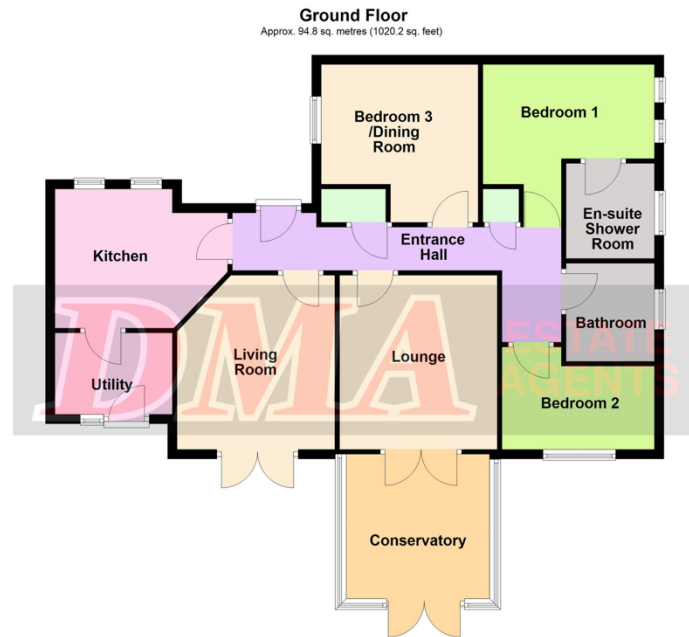 Ground Floor
Approx. 94.8 sq. metres (1020.2 sq. feet)
Bedroom 3
/Dining
Room
Bedroom 1
En-suite
Shower
Room
Entrance
Hall
Kitchen
Bathroom
Living
Room
Lounge
Utility
Bedroom 2
Conservatory
DMA
ESTATE
AGENTS